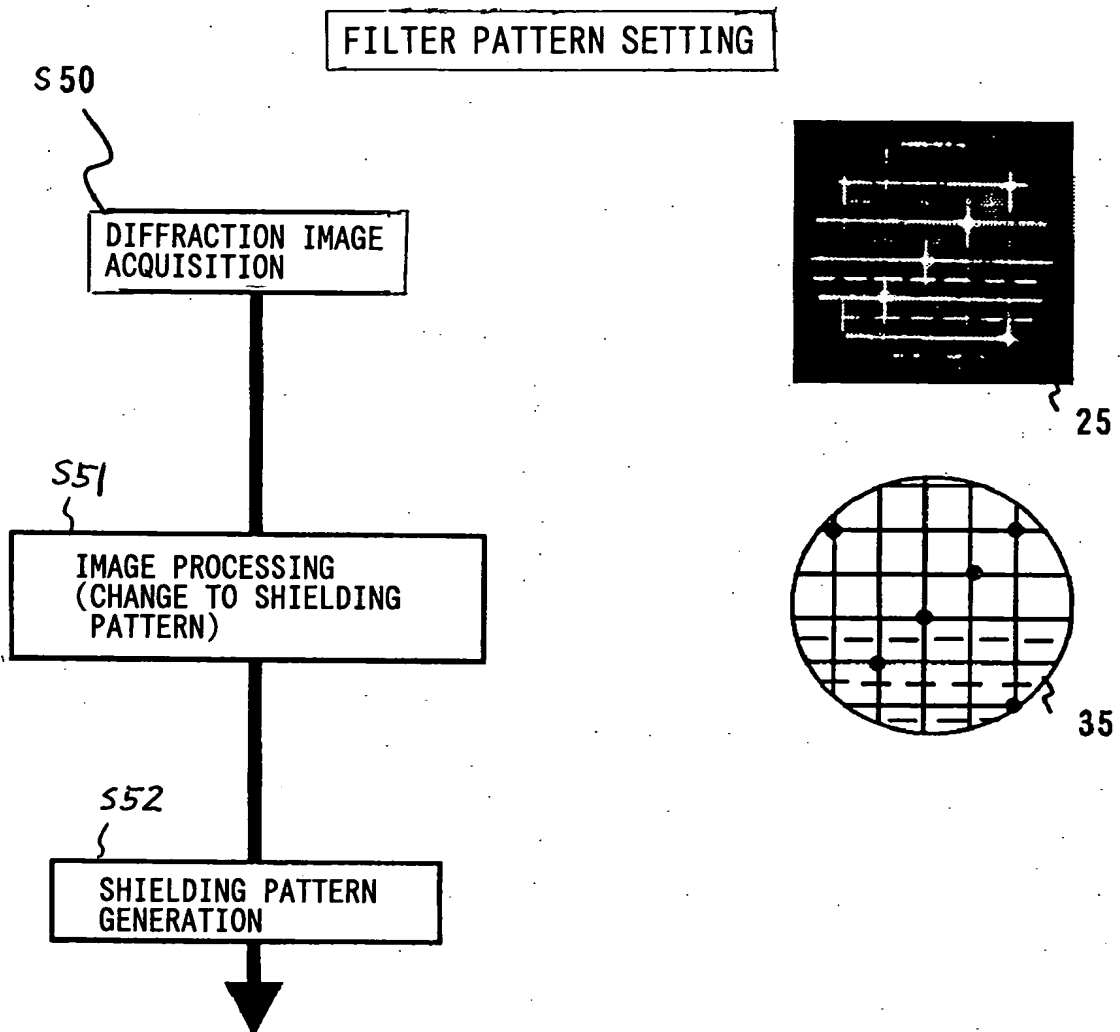 FILTER PATTERN SETTING
S50
DIFFRACTION IMAGE
ACQUISITION
25
S51
IMAGE PROCESSING
(CHANGE TO SHIELDING
PATTERN)
35
S52
SHIELDING PATTERN
GENERATION